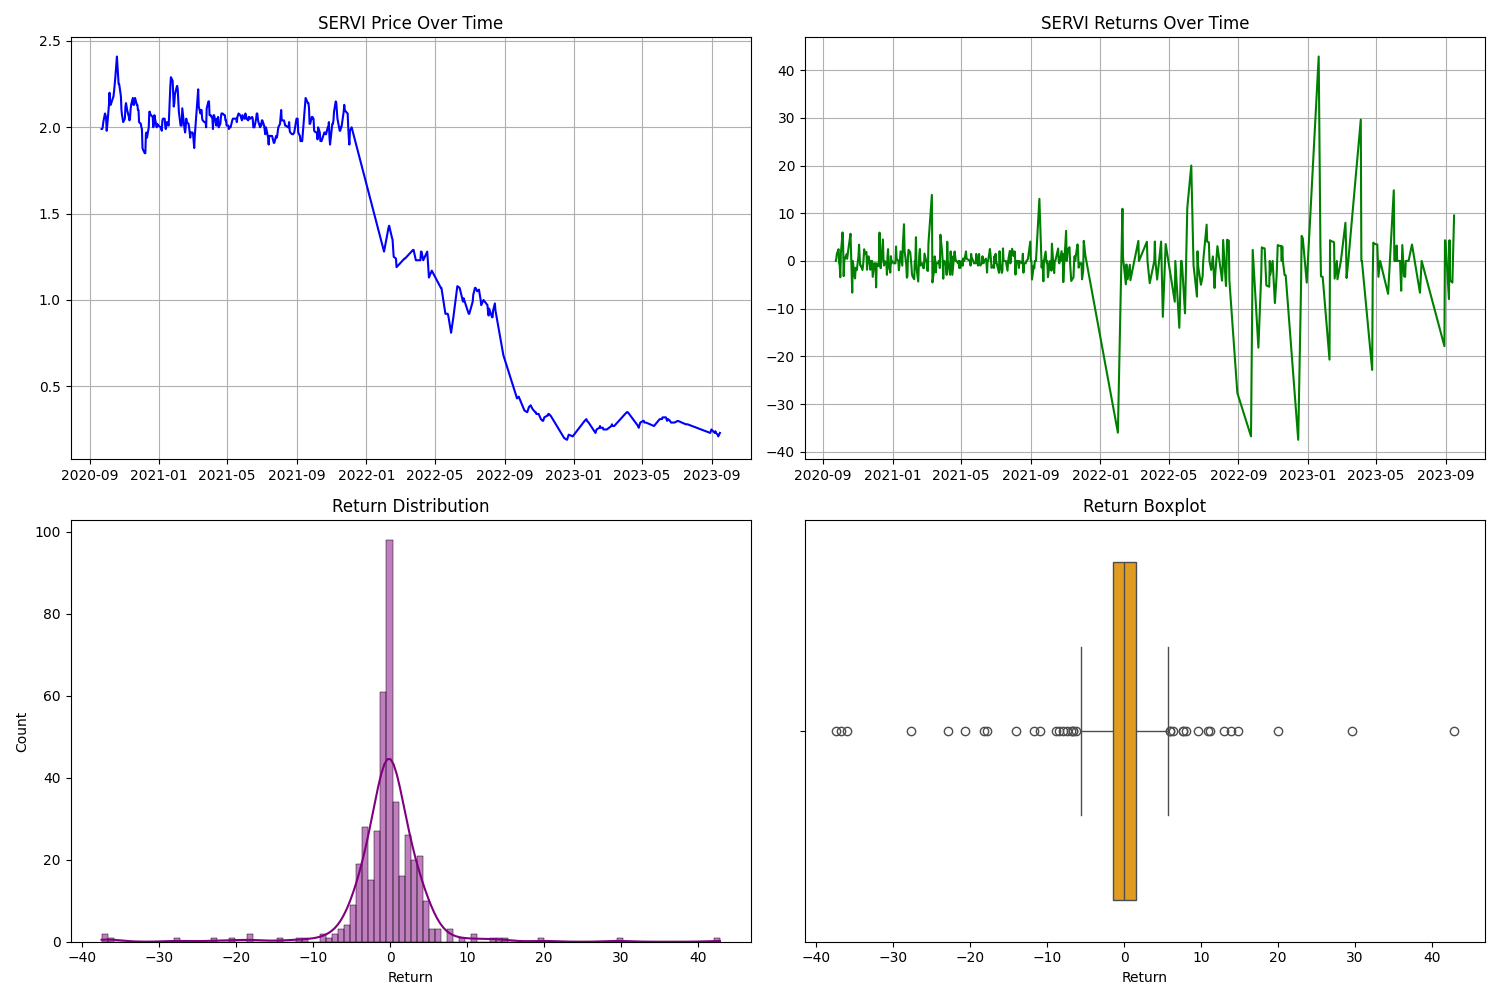 SERVI Price Over Time
2.5
2.0
1.5
1.0
0.5
2020-09 2021-01 2021-05 2021-09 2022-01 2022-05 2022-09 2023-01 2023-05 2023-09
SERVI Returns Over Time
40
30
20
10
0
−10
−20
−30
−40
2020-09 2021-01 2021-05 2021-09 2022-01 2022-05 2022-09 2023-01 2023-05 2023-09
Return Distribution
Count
100
80
60
40
20
0
−40 −30 −20 −10 0 10 20 30 40
Return
Return Boxplot
−40 −30 −20 −10 0 10 20 30 40
Return